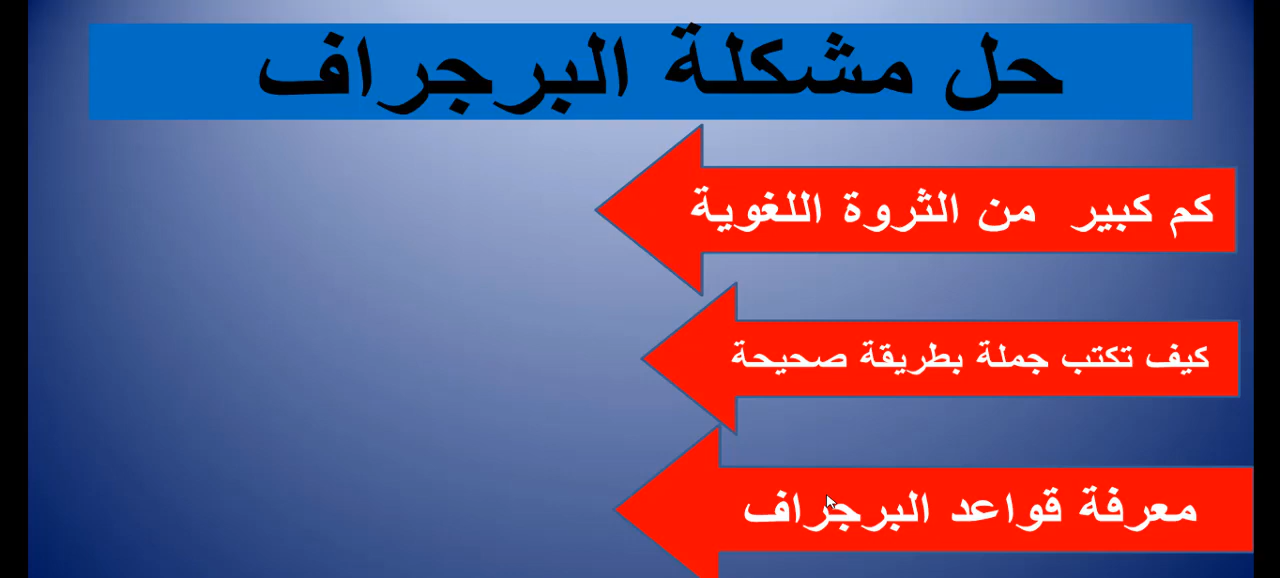 حل مشكلة البرجراف
كم كبير من الثروة اللغوية
كيف تكتب جملة بطريقة صحيحة
معرفة قواعد البرجراف